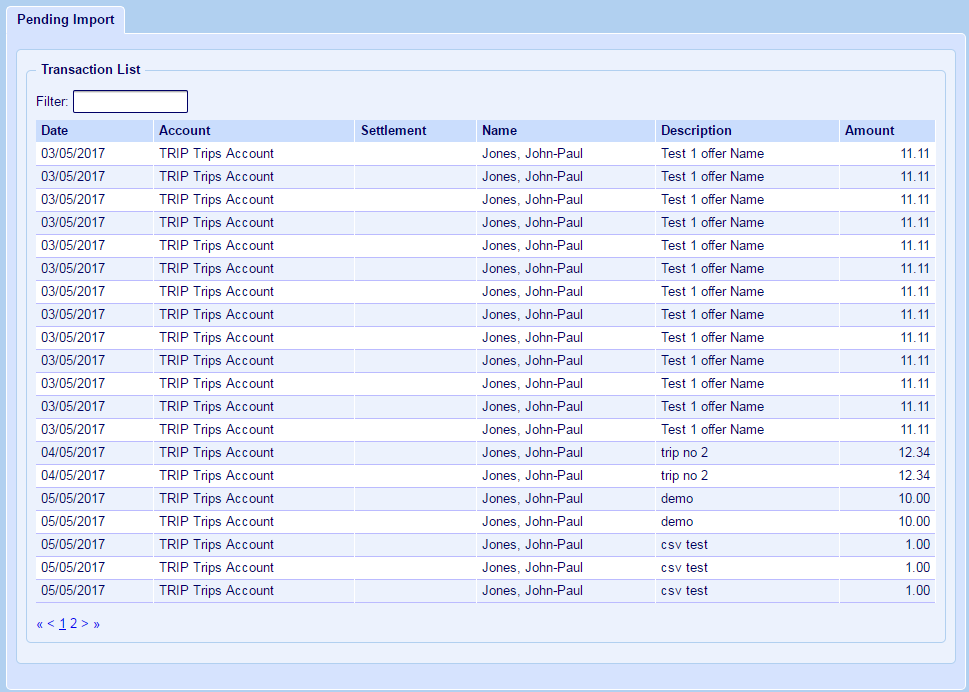 Pending Import
Transaction List
Filter:
Date Account Settlement Name Description Amount
03/05/2017 TRIP Trips Account Jones, John-Paul Test 1 offer Name 11.11
03/05/2017 TRIP Trips Account Jones, John-Paul Test 1 offer Name 11.11
03/05/2017 TRIP Trips Account Jones, John-Paul Test 1 offer Name 11.11
03/05/2017 TRIP Trips Account Jones, John-Paul Test 1 offer Name 11.11
03/05/2017 TRIP Trips Account Jones, John-Paul Test 1 offer Name 11.11
03/05/2017 TRIP Trips Account Jones, John-Paul Test 1 offer Name 11.11
03/05/2017 TRIP Trips Account Jones, John-Paul Test 1 offer Name 11.11
03/05/2017 TRIP Trips Account Jones, John-Paul Test 1 offer Name 11.11
03/05/2017 TRIP Trips Account Jones, John-Paul Test 1 offer Name 11.11
03/05/2017 TRIP Trips Account Jones, John-Paul Test 1 offer Name 11.11
03/05/2017 TRIP Trips Account Jones, John-Paul Test 1 offer Name 11.11
03/05/2017 TRIP Trips Account Jones, John-Paul Test 1 offer Name 11.11
03/05/2017 TRIP Trips Account Jones, John-Paul Test 1 offer Name 11.11
04/05/2017 TRIP Trips Account Jones, John-Paul trip no 2 12.34
04/05/2017 TRIP Trips Account Jones, John-Paul trip no 2 12.34
05/05/2017 TRIP Trips Account Jones, John-Paul demo 10.00
05/05/2017 TRIP Trips Account Jones, John-Paul demo 10.00
05/05/2017 TRIP Trips Account Jones, John-Paul csv test 1.00
05/05/2017 TRIP Trips Account Jones, John-Paul csv test 1.00
05/05/2017 TRIP Trips Account Jones, John-Paul csv test 1.00
« < 1 2 > »